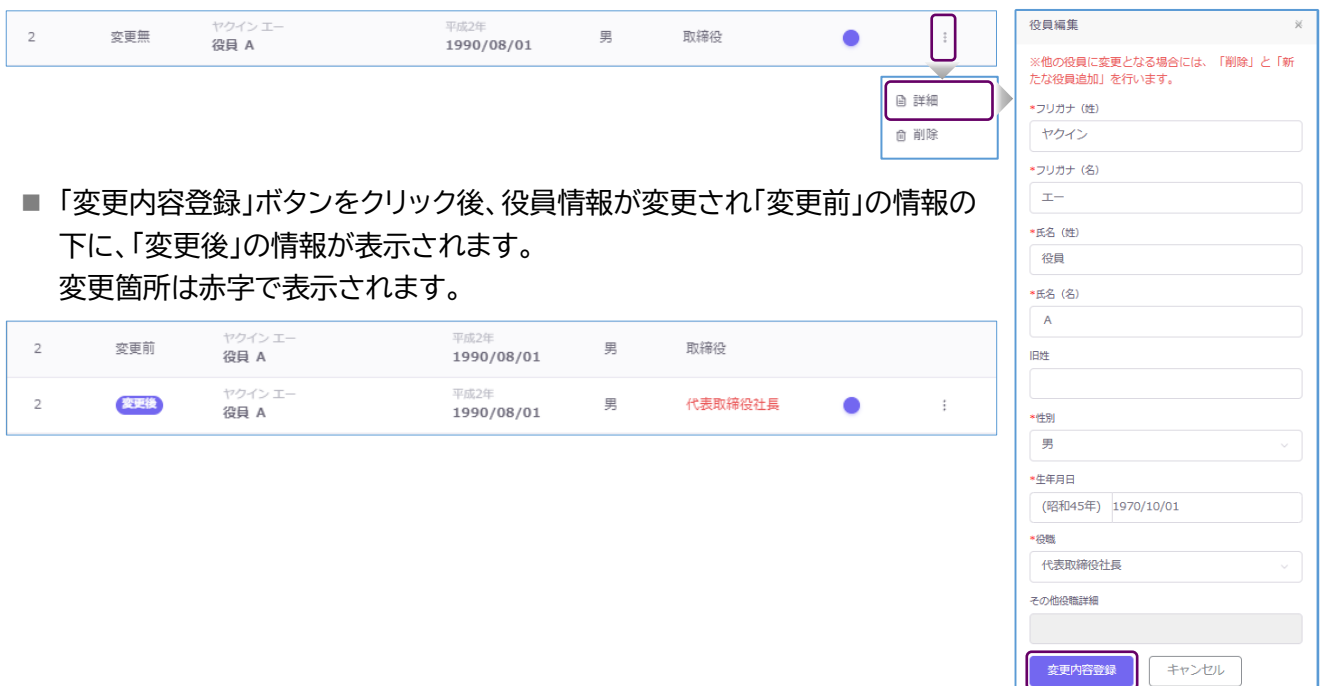 2 変更無 ヤクイン エー 役員 A 平成2年 1990/08/01 男 取締役
詳細
削除
■ 「変更内容登録」ボタンをクリック後、役員情報が変更され「変更前」の情報の
下に、「変更後」の情報が表示されます。
変更箇所は赤字で表示されます。
2 変更前 ヤクイン エー 役員 A 平成2年 1990/08/01 男 取締役
2 変更後 ヤクイン エー 役員 A 平成2年 1990/08/01 男 代表取締役社長
役員編集
※他の役員に変更となる場合には、「削除」と「新
たな役員追加」を行います。
*フリガナ（姓）
ヤクイン
*フリガナ（名）
エー
*氏名（姓）
役員
*氏名（名）
A
旧姓
*性別
男
*生年月日
(昭和45年) 1970/10/01
*役職
代表取締役社長
その他役職詳細
変更内容登録 キャンセル